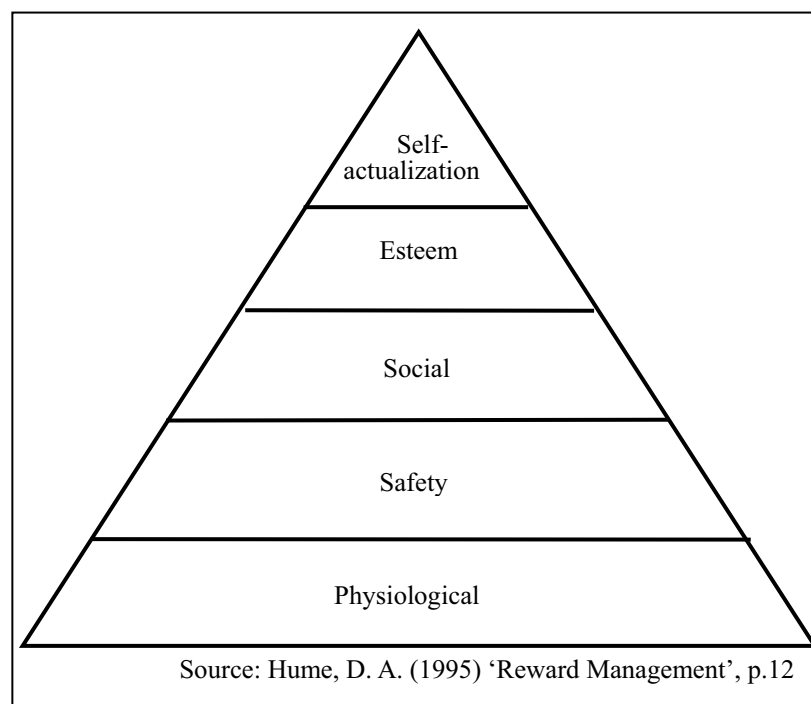 Self-
actualization
Esteem
Social
Safety
Physiological
Source: Hume, D. A. (1995) ‘Reward Management’, p.12